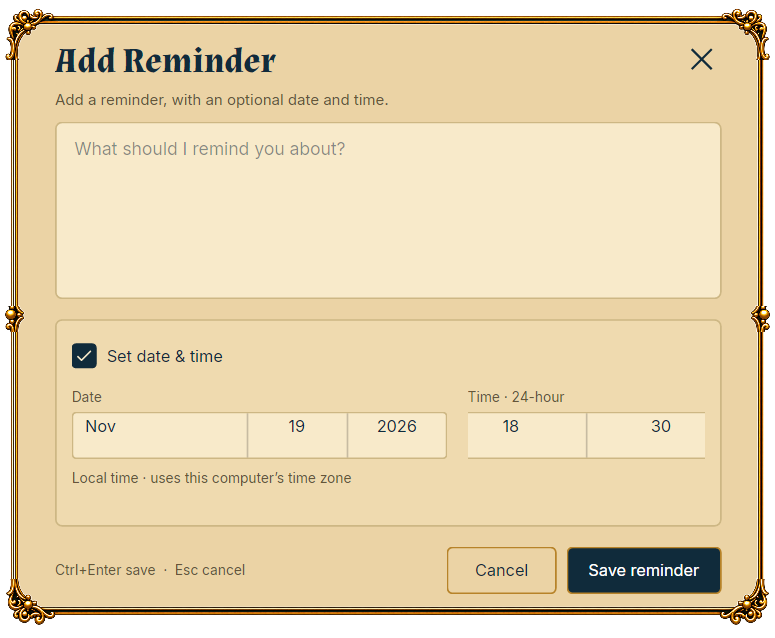 Add Reminder
Add a reminder, with an optional date and time.
What should I remind you about?
Set date & time
Date
Time · 24-hour
Nov 19 2026
18 30
Local time · uses this computer’s time zone
Ctrl+Enter save · Esc cancel
Cancel
Save reminder